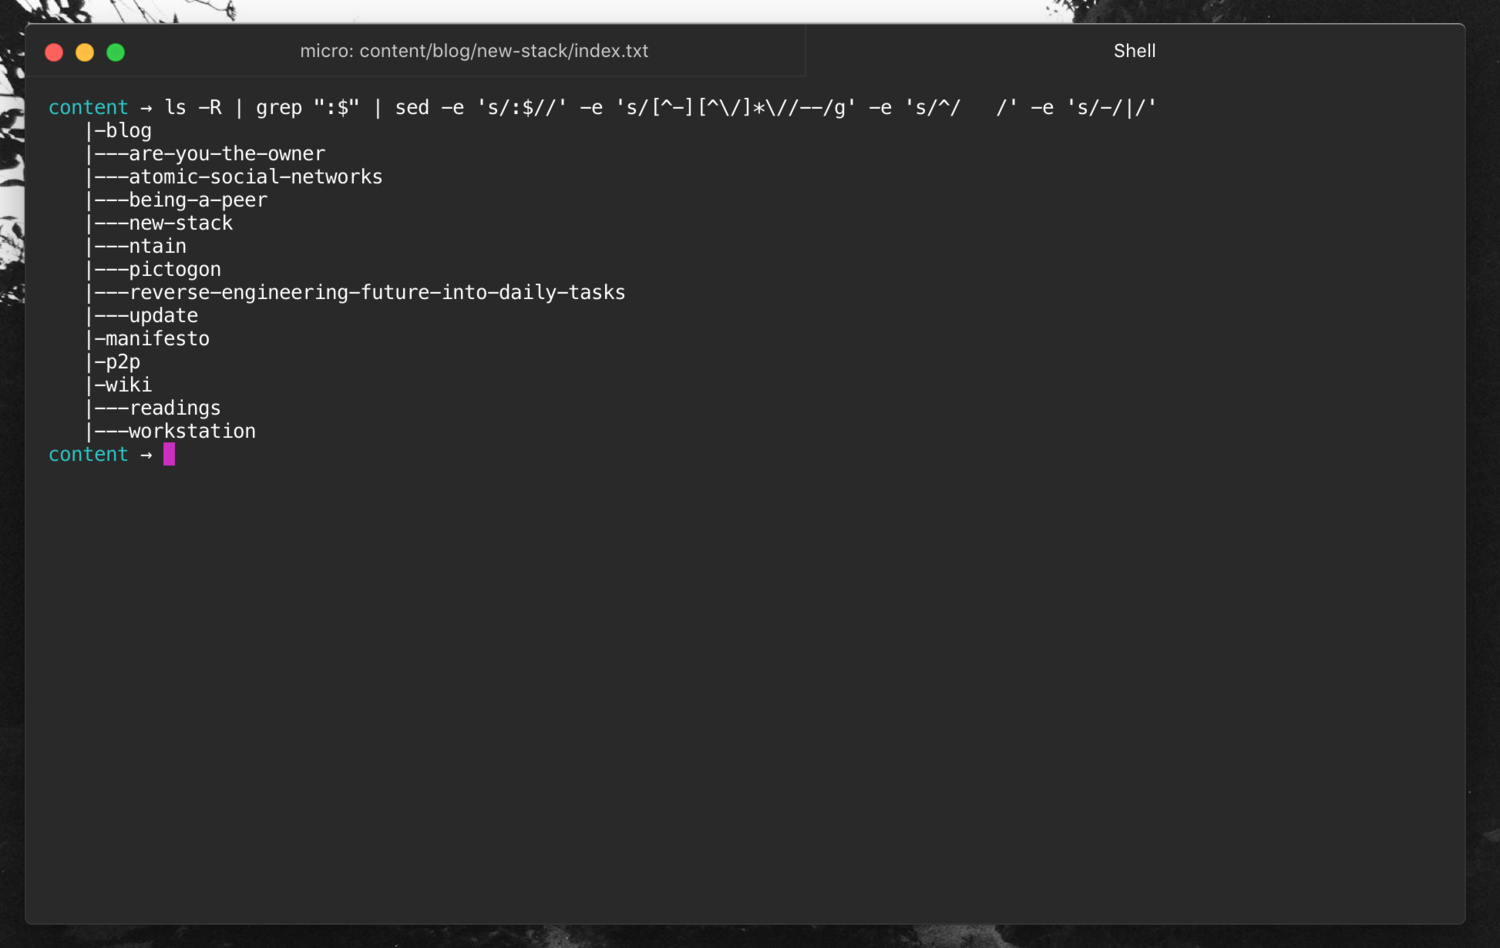 micro: content/blog/new-stack/index.txt
Shell
content → ls -R | grep ":$" | sed -e 's/:$//' -e 's/[^-][^\/]*\//--/g' -e 's/^/   /' -e 's/-/|/'
   |-blog
   |---are-you-the-owner
   |---atomic-social-networks
   |---being-a-peer
   |---new-stack
   |---ntain
   |---pictogon
   |---reverse-engineering-future-into-daily-tasks
   |---update
   |-manifesto
   |-p2p
   |-wiki
   |---readings
   |---workstation
content →